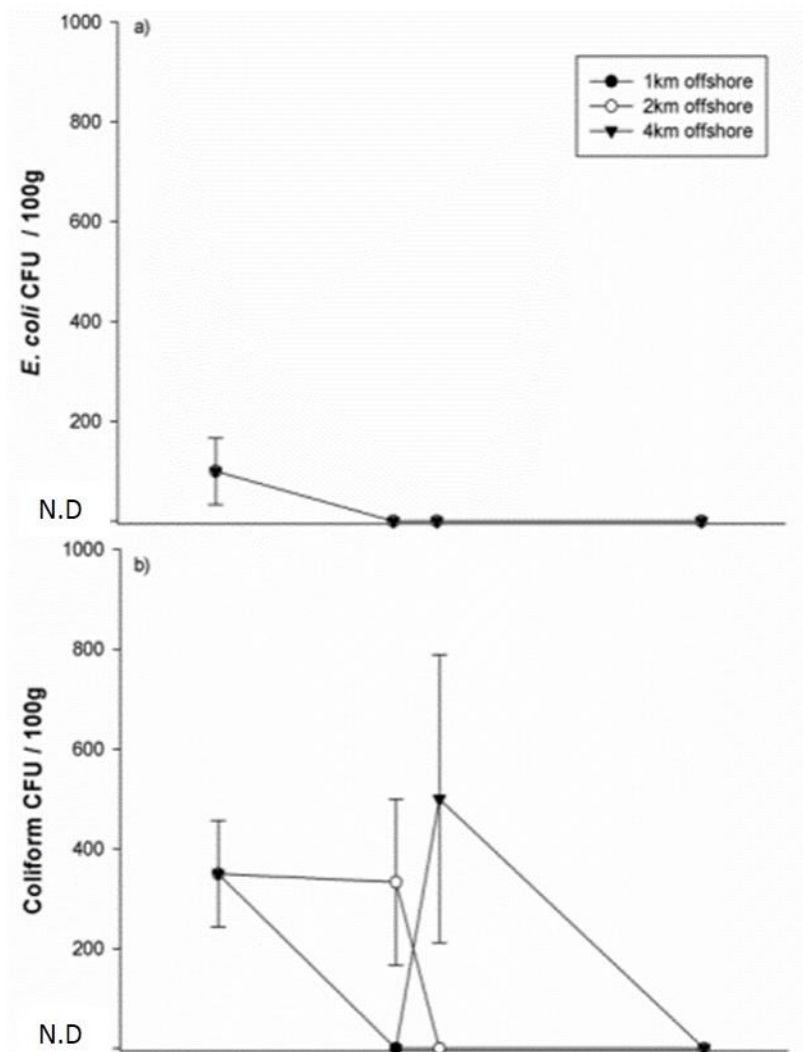 1000
a)
1km offshore
2km offshore
4km offshore
800
600
400
200
N.D
E. coli CFU / 100g
1000
b)
800
600
400
200
N.D
Coliform CFU / 100g